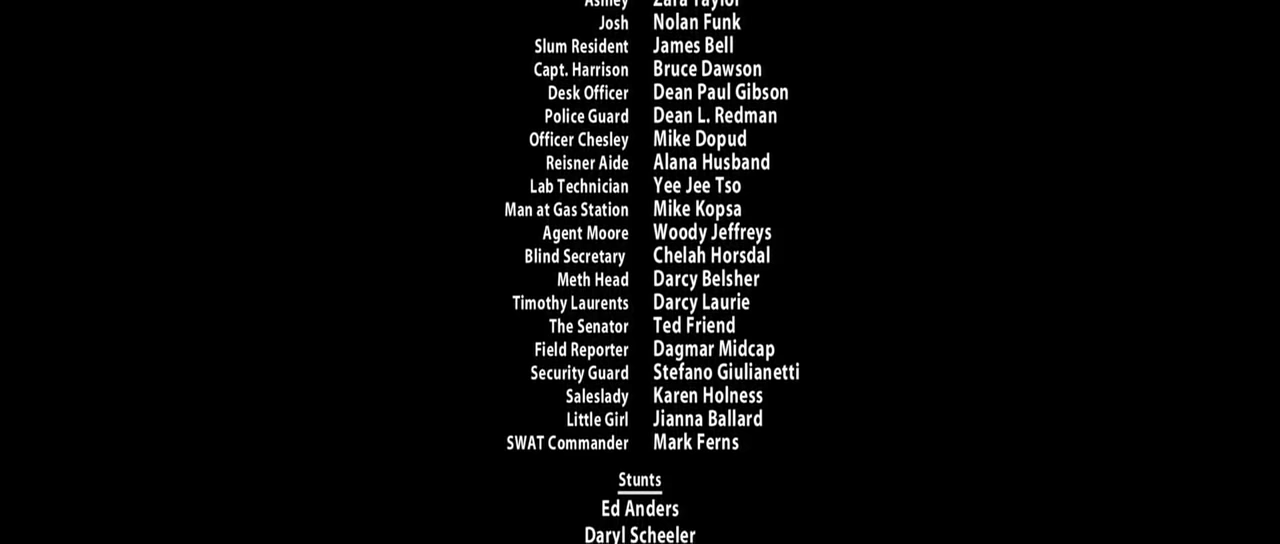 Ashley Zara Taylor
Josh Nolan Funk
Slum Resident James Bell
Capt. Harrison Bruce Dawson
Desk Officer Dean Paul Gibson
Police Guard Dean L. Redman
Officer Chesley Mike Dopud
Reisner Aide Alana Husband
Lab Technician Yee Jee Tso
Man at Gas Station Mike Kopsa
Agent Moore Woody Jeffreys
Blind Secretary Chelah Horsdal
Meth Head Darcy Belsher
Timothy Laurents Darcy Laurie
The Senator Ted Friend
Field Reporter Dagmar Midcap
Security Guard Stefano Giulianetti
Saleslady Karen Holness
Little Girl Jianna Ballard
SWAT Commander Mark Ferns
Stunts
Ed Anders
Daryl Scheeler